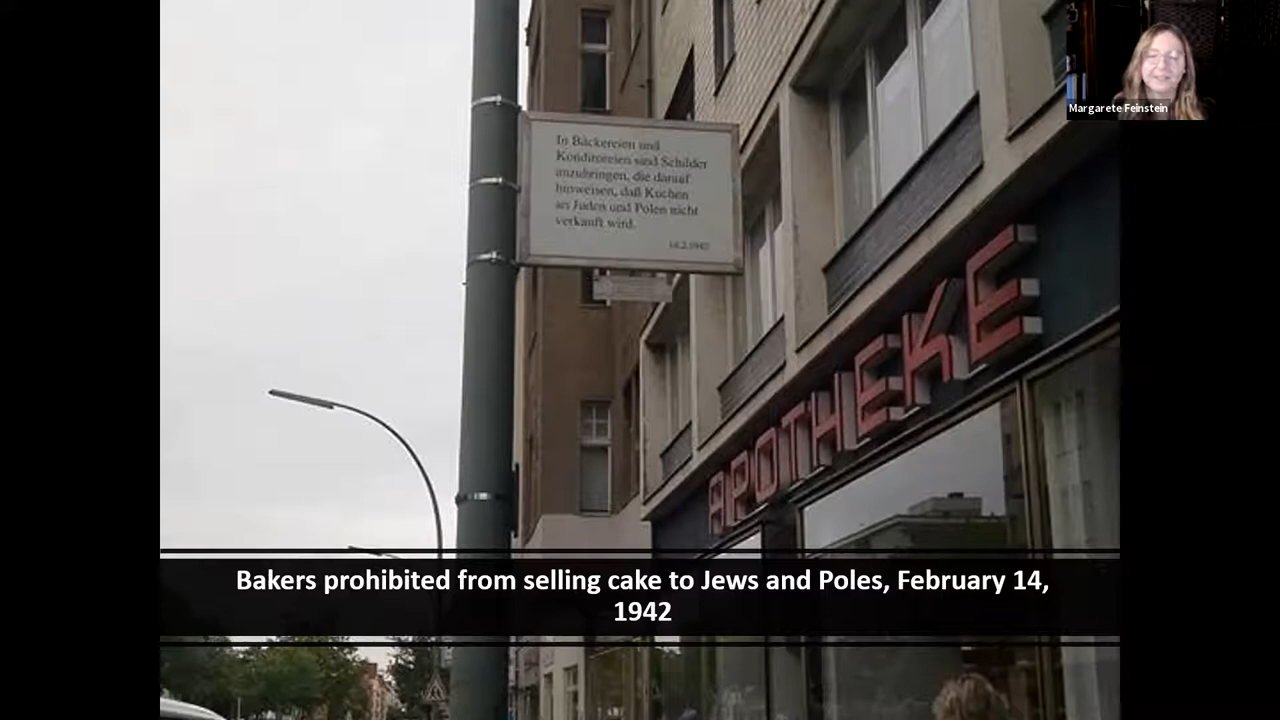 Margarete Feinstein
In Bäckereien und
Konditoreien sind Schilder
anzubringen, die darauf
hinweisen, daß Kuchen
an Juden und Polen nicht
verkauft wird.
14.2.1942
APOTHEKE
Bakers prohibited from selling cake to Jews and Poles, February 14,
1942